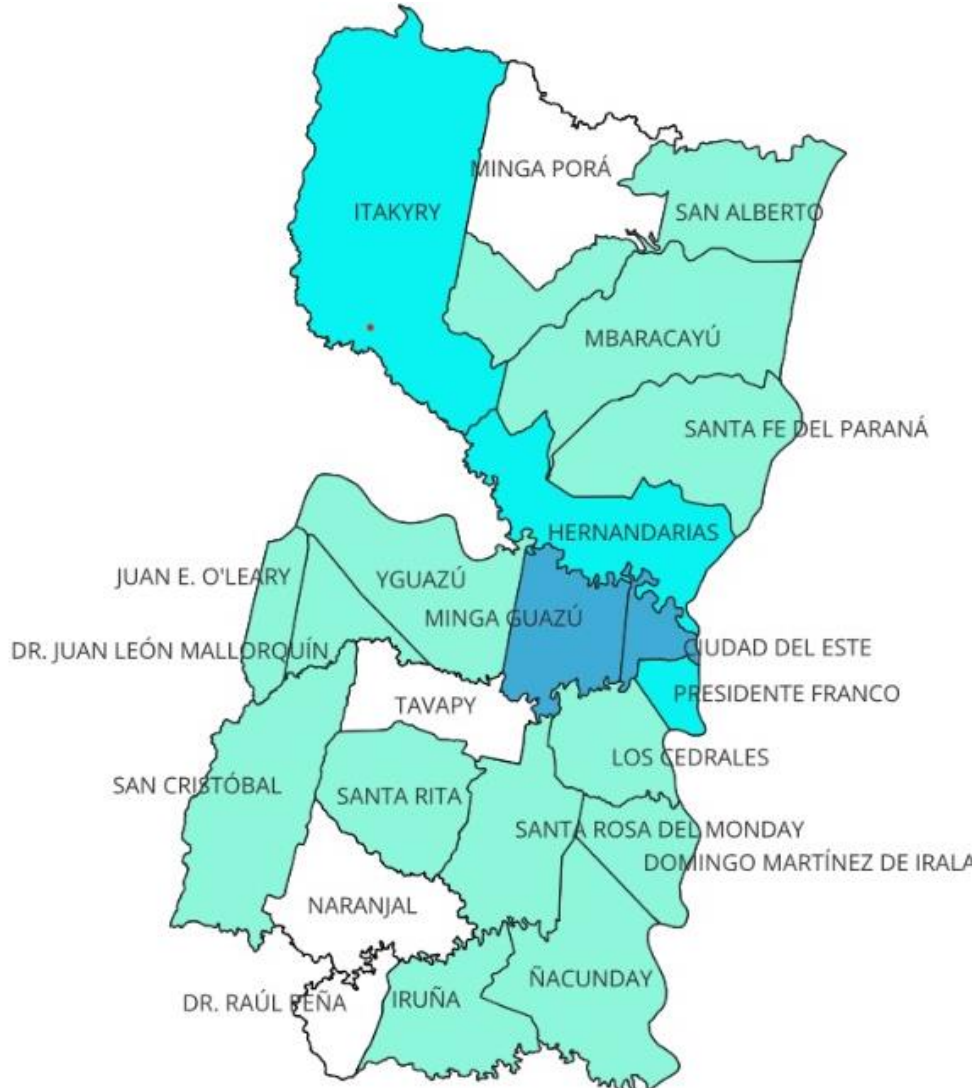 MINGA PORÁ
ITAKYRY
SAN ALBERTO
MBARACAYÚ
SANTA FE DEL PARANÁ
HERNANDARIAS
JUAN E. O'LEARY
YGUAZÚ
MINGA GUAZÚ
DR. JUAN LEÓN MALLORQUÍN
CIUDAD DEL ESTE
PRESIDENTE FRANCO
TAVAPY
LOS CEDRALES
SAN CRISTÓBAL
SANTA RITA
SANTA ROSA DEL MONDAY
DOMINGO MARTÍNEZ DE IRALA
NARANJAL
ÑACUNDAY
DR. RAÚL PEÑA
IRUÑA